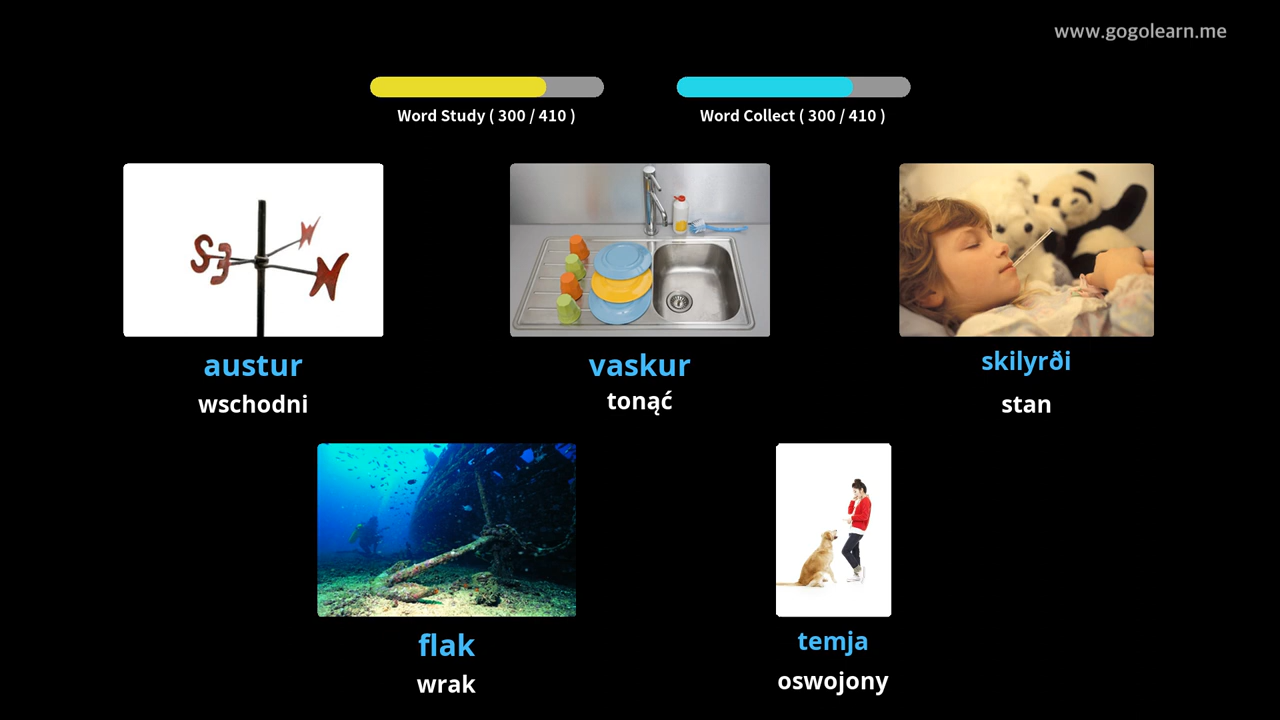 www.gogolearn.me
Word Study ( 300 / 410 )
Word Collect ( 300 / 410 )
S E N N
austur
wschodni
vaskur
tonąć
skilyrði
stan
flak
wrak
temja
oswojony